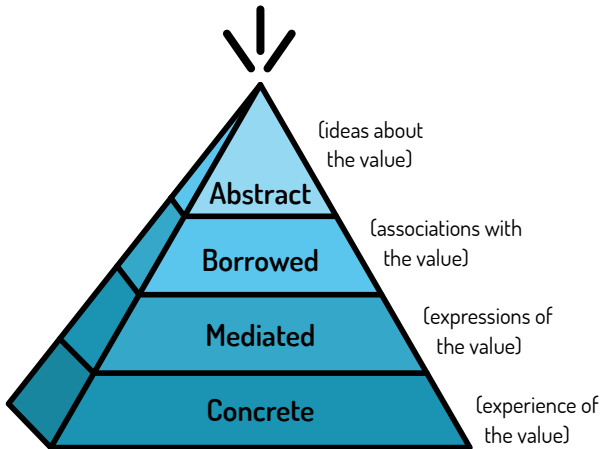 (ideas about
the value)
Abstract
(associations with
the value)
Borrowed
(expressions of
the value)
Mediated
(experience of
the value)
Concrete